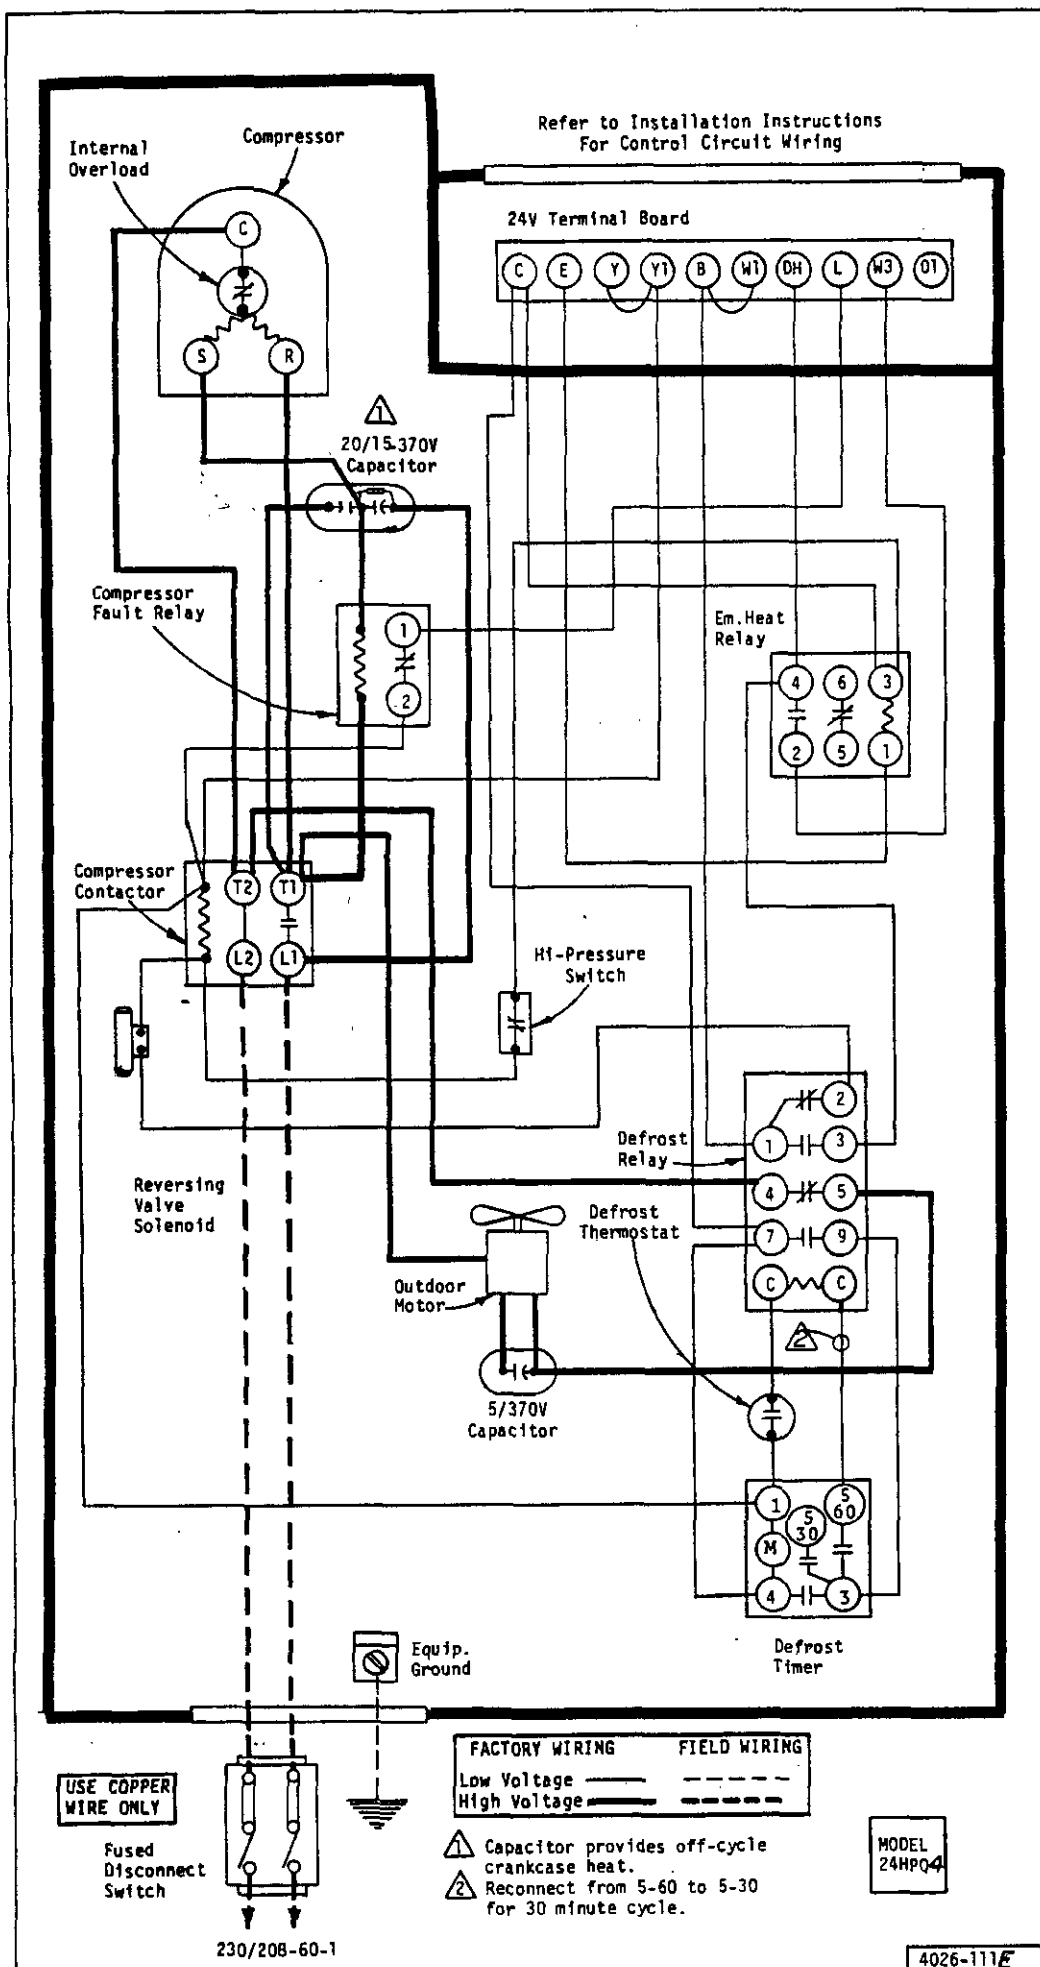 Refer to Installation Instructions
For Control Circuit Wiring
Compressor
Internal
Overload
C
S
R
24V Terminal Board
C E Y Y1 B W1 DH L W3 O1
1
20/15-370V
Capacitor
Compressor
Fault Relay
1
2
Em.Heat
Relay
4 6 3
2 5 1
Compressor
Contactor
T2 T1
L2 L1
Hi-Pressure
Switch
Reversing
Valve
Solenoid
Defrost
Relay
2
1 3
4 5
7 9
C C
Defrost
Thermostat
2
Outdoor
Motor
5/370V
Capacitor
1
5
30
5
60
M
4 3
Defrost
Timer
Equip.
Ground
FACTORY WIRING FIELD WIRING
Low Voltage
High Voltage
USE COPPER
WIRE ONLY
Fused
Disconnect
Switch
230/208-60-1
1 Capacitor provides off-cycle
crankcase heat.
2 Reconnect from 5-60 to 5-30
for 30 minute cycle.
MODEL
24HPQ4
4026-111E